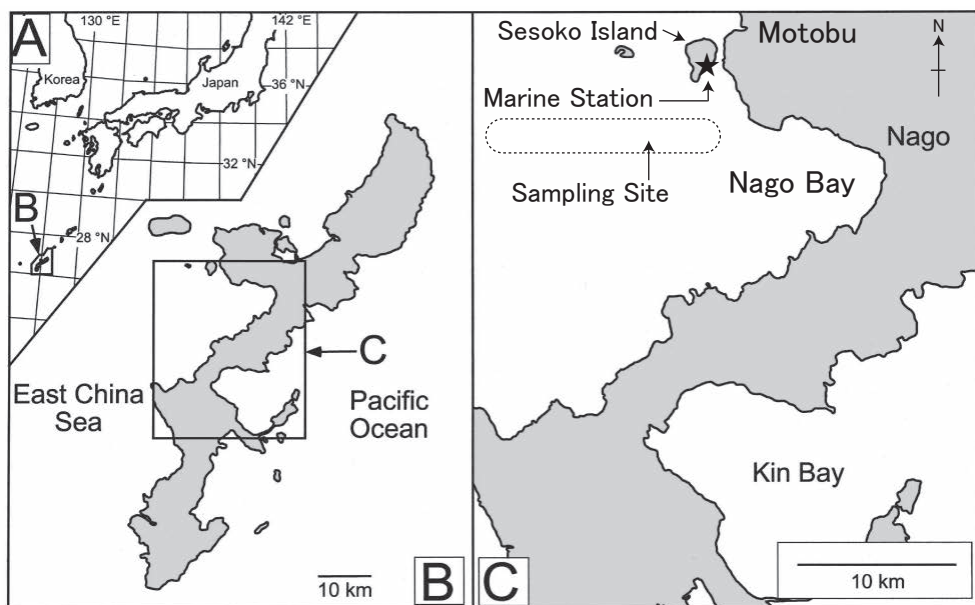 A
130 °E
142 °E
Korea
Japan
36 °N
32 °N
B
28 °N
C
East China
Sea
Pacific
Ocean
10 km
B
Sesoko Island
Motobu
N
Marine Station
Nago
Sampling Site
Nago Bay
Kin Bay
C
10 km